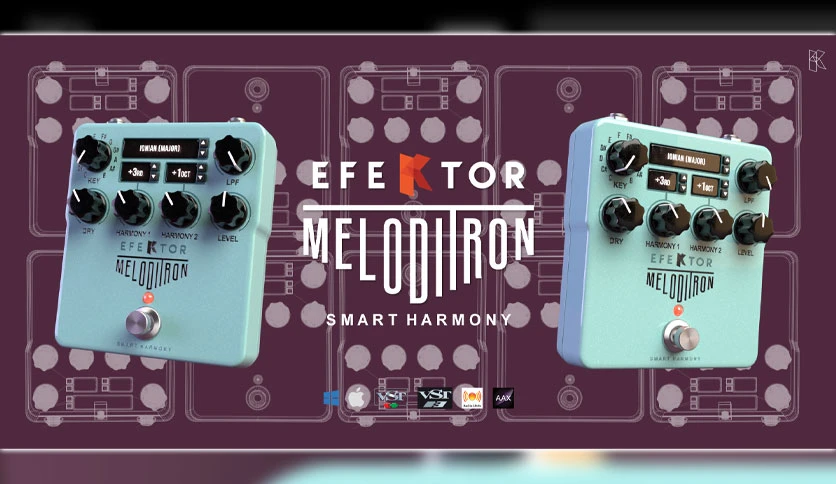 EFEKTOR
MELODITRON
SMART HARMONY
IONIAN (MAJOR)
+3RD
+1OCT
KEY
LPF
DRY
HARMONY 1
HARMONY 2
LEVEL
EFEKTOR
MELODITRON
SMART HARMONY
IONIAN (MAJOR)
+3RD
+1OCT
KEY
LPF
DRY
HARMONY 1
HARMONY 2
LEVEL
EFEKTOR
MELODITRON
SMART HARMONY
VST
VST 3
Audio Units
AAX